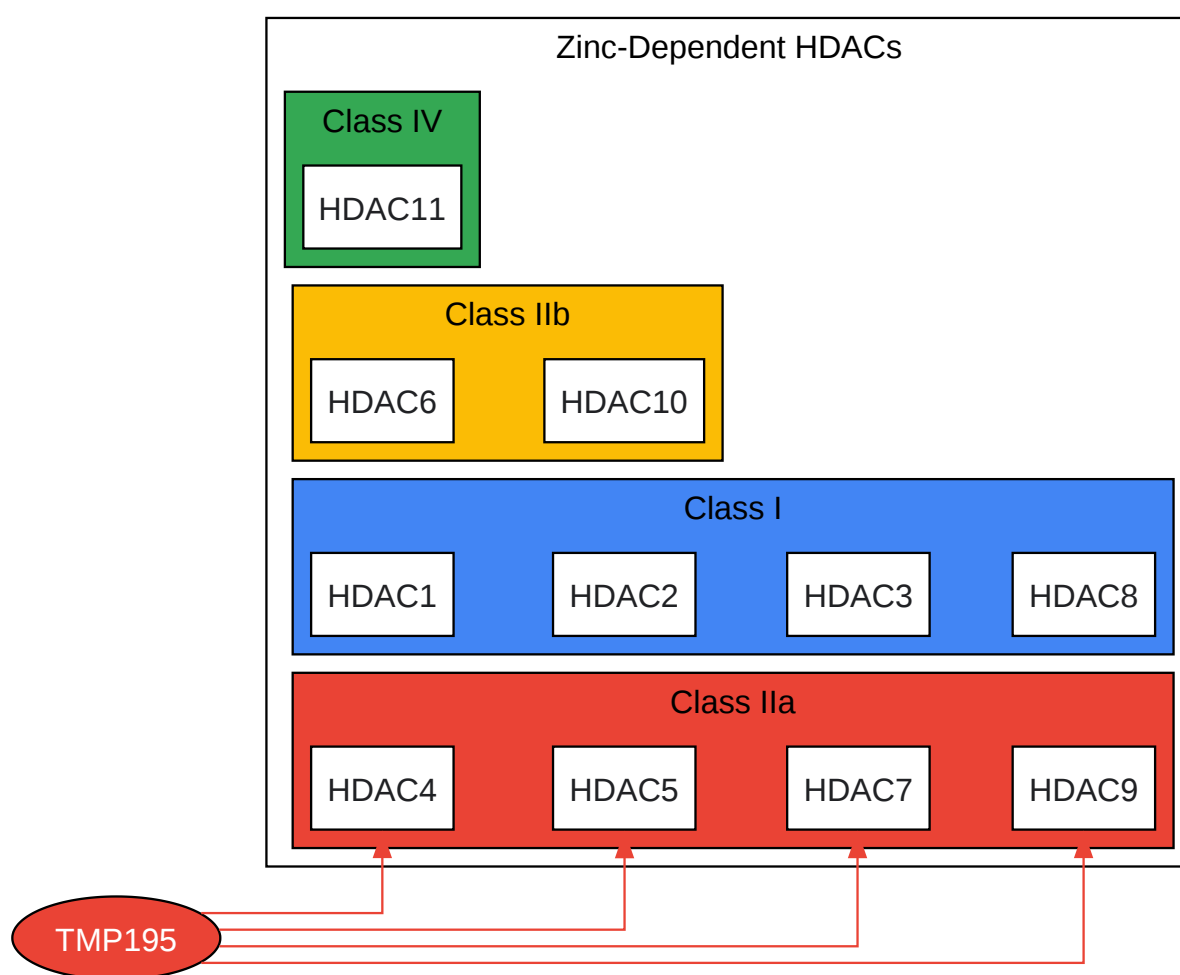 Zinc-Dependent HDACs
Class IV
HDAC11
Class IIb
HDAC6 HDAC10
Class I
HDAC1 HDAC2 HDAC3 HDAC8
Class IIa
HDAC4 HDAC5 HDAC7 HDAC9
TMP195